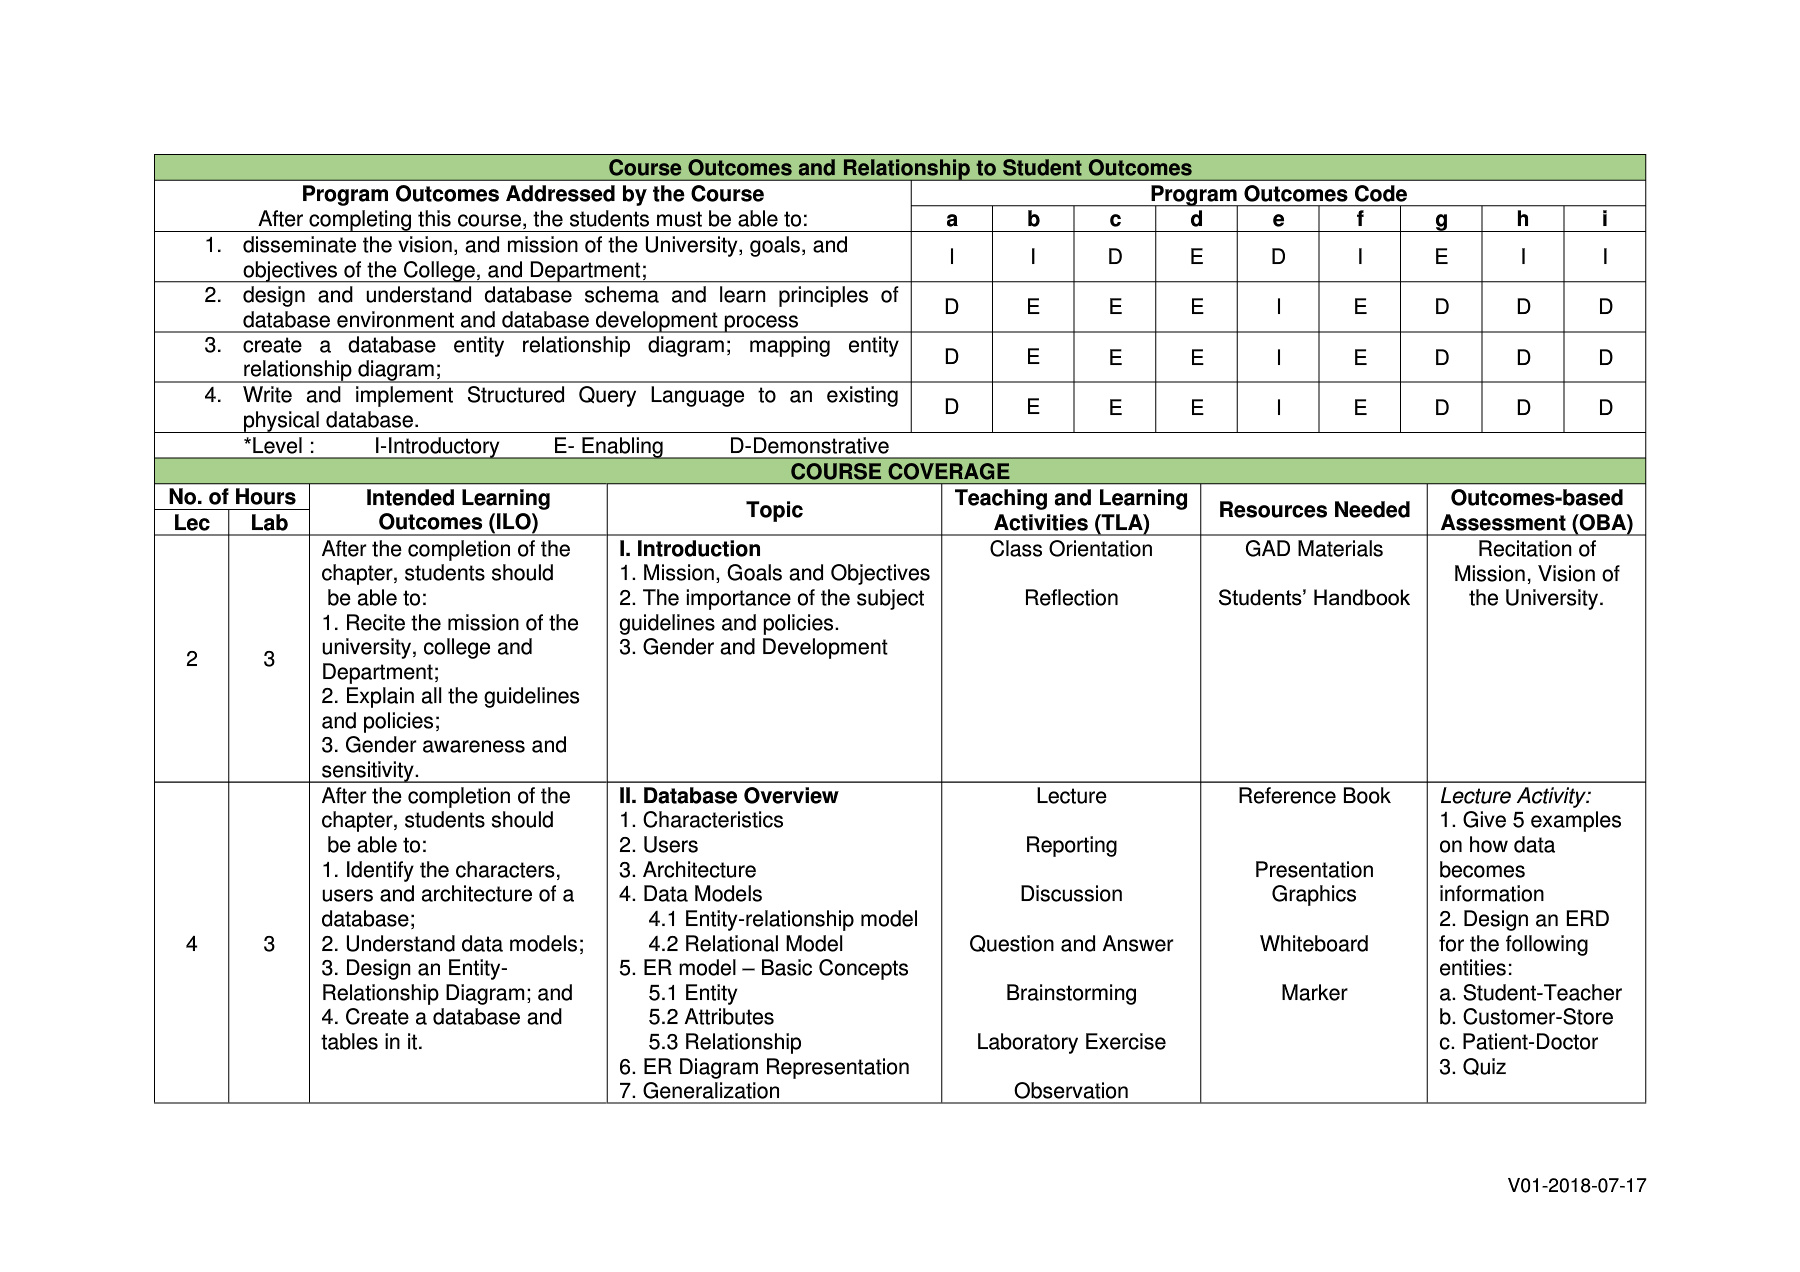 Course Outcomes and Relationship to Student Outcomes
Program Outcomes Addressed by the Course
After completing this course, the students must be able to:
Program Outcomes Code
a b c d e f g h i
1. disseminate the vision, and mission of the University, goals, and
objectives of the College, and Department;
I I D E D I E I I
2. design and understand database schema and learn principles of
database environment and database development process
D E E E I E D D D
3. create a database entity relationship diagram; mapping entity
relationship diagram;
D E E E I E D D D
4. Write and implement Structured Query Language to an existing
physical database.
D E E E I E D D D
*Level : I-Introductory E- Enabling D-Demonstrative
COURSE COVERAGE
No. of Hours
Lec Lab
Intended Learning
Outcomes (ILO)
Topic
Teaching and Learning
Activities (TLA)
Resources Needed
Outcomes-based
Assessment (OBA)
2
3
After the completion of the
chapter, students should
be able to:
1. Recite the mission of the
university, college and
Department;
2. Explain all the guidelines
and policies;
3. Gender awareness and
sensitivity.
I. Introduction
1. Mission, Goals and Objectives
2. The importance of the subject
guidelines and policies.
3. Gender and Development
Class Orientation
Reflection
GAD Materials
Students’ Handbook
Recitation of
Mission, Vision of
the University.
4
3
After the completion of the
chapter, students should
be able to:
1. Identify the characters,
users and architecture of a
database;
2. Understand data models;
3. Design an Entity-
Relationship Diagram; and
4. Create a database and
tables in it.
II. Database Overview
1. Characteristics
2. Users
3. Architecture
4. Data Models
4.1 Entity-relationship model
4.2 Relational Model
5. ER model – Basic Concepts
5.1 Entity
5.2 Attributes
5.3 Relationship
6. ER Diagram Representation
7. Generalization
Lecture
Reporting
Discussion
Question and Answer
Brainstorming
Laboratory Exercise
Observation
Reference Book
Presentation
Graphics
Whiteboard
Marker
Lecture Activity:
1. Give 5 examples
on how data
becomes
information
2. Design an ERD
for the following
entities:
a. Student-Teacher
b. Customer-Store
c. Patient-Doctor
3. Quiz
V01-2018-07-17